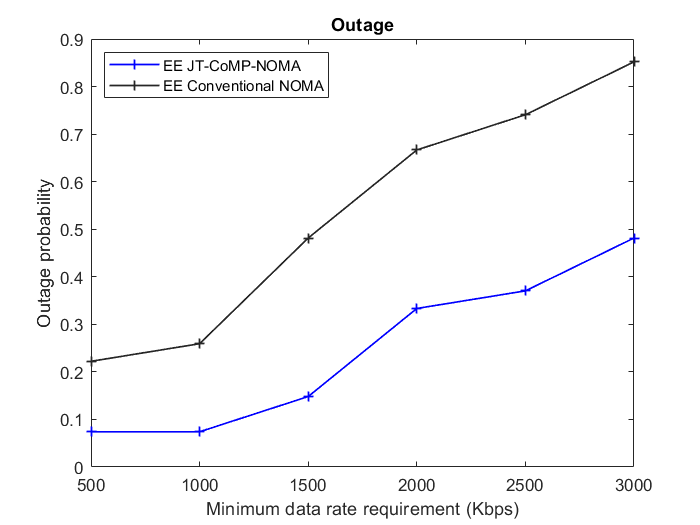 Outage
EE JT-CoMP-NOMA
EE Conventional NOMA
Outage probability
0.9
0.8
0.7
0.6
0.5
0.4
0.3
0.2
0.1
0
500 1000 1500 2000 2500 3000
Minimum data rate requirement (Kbps)